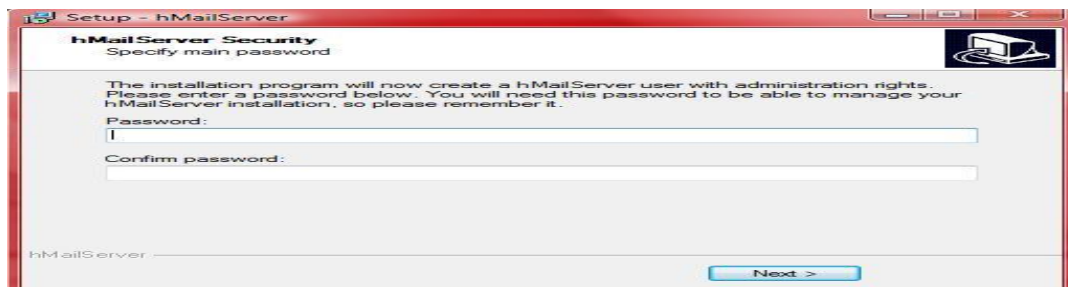 Setup - hMailServer
hMailServer Security
Specify main password
The installation program will now create a hMailServer user with administration rights.
Please enter a password below. You will need this password to be able to manage your
hMailServer installation, so please remember it.
Password:
Confirm password:
hMailServer
Next >